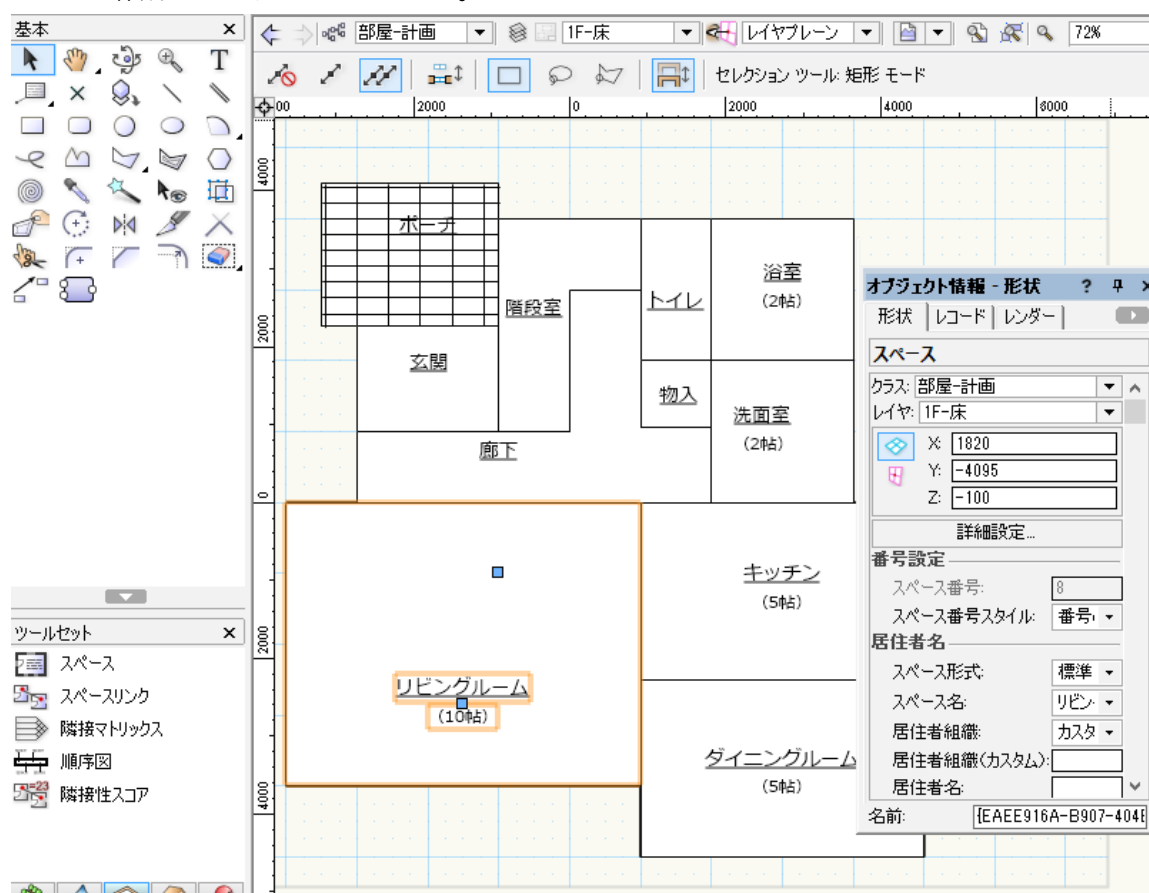 基本
部屋-計画
1F-床
レイヤプレーン
72%
セレクション ツール: 矩形 モード
00
2000
0
2000
4000
6000
4000
2000
0
2000
4000
ポーチ
階段室
トイレ
浴室
(2帖)
玄関
物入
洗面室
(2帖)
廊下
キッチン
(5帖)
リビングルーム
(10帖)
ダイニングルーム
(5帖)
ツールセット
スペース
スペースリンク
隣接マトリックス
順序図
隣接性スコア
オブジェクト情報 - 形状
形状 レコード レンダー
スペース
クラス: 部屋-計画
レイヤ: 1F-床
X: 1820
Y: -4095
Z: -100
詳細設定...
番号設定
スペース番号: 8
スペース番号スタイル: 番号
居住者名
スペース形式: 標準
スペース名: リビン
居住者組織: カスタ
居住者組織(カスタム):
居住者名:
名前: {EAEE916A-B907-404E